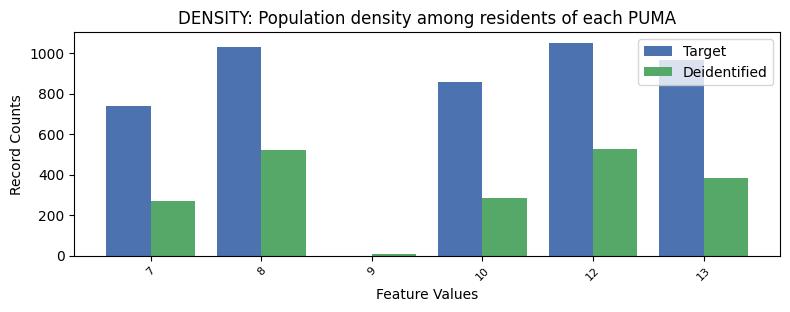 DENSITY: Population density among residents of each PUMA
Record Counts
1000
800
600
400
200
0
Target
Deidentified
7
8
9
10
12
13
Feature Values